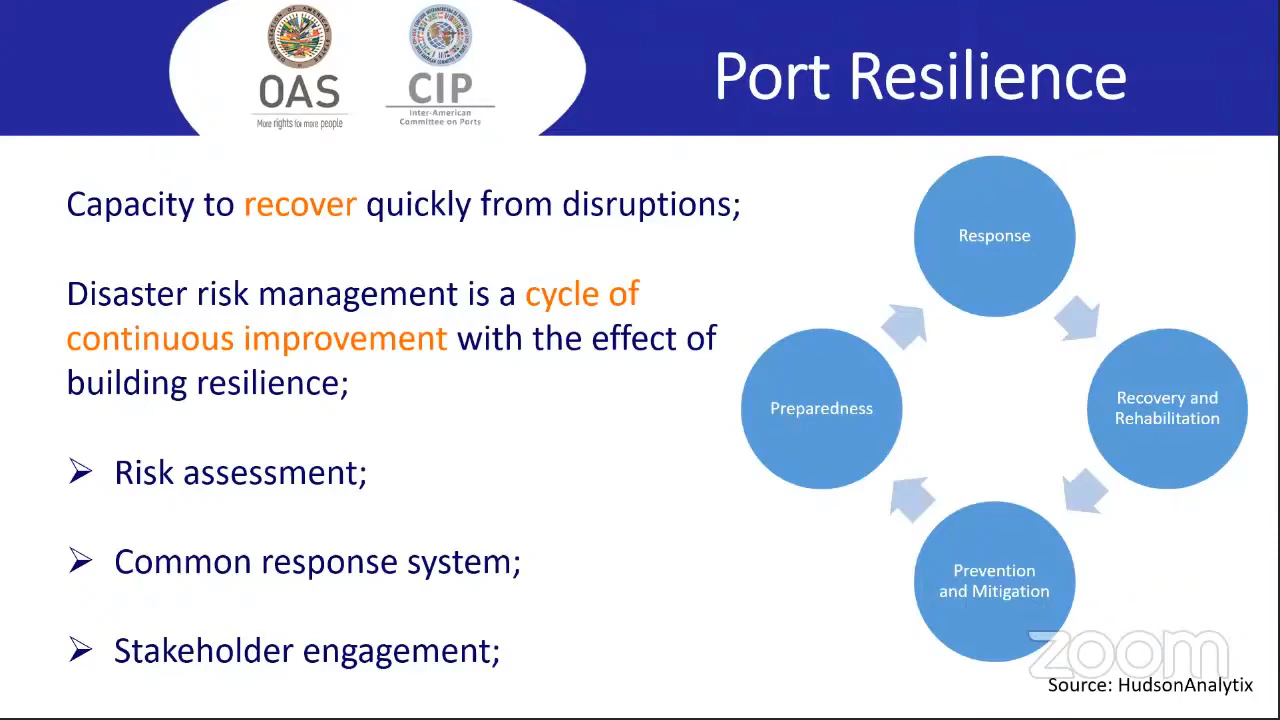 OAS
More rights for more people
CIP
Inter-American
Committee on Ports
Port Resilience
Capacity to recover quickly from disruptions;
Disaster risk management is a cycle of
continuous improvement with the effect of
building resilience;
➢ Risk assessment;
➢ Common response system;
➢ Stakeholder engagement;
Response
Recovery and
Rehabilitation
Prevention
and Mitigation
Preparedness
zoom
Source: HudsonAnalytix